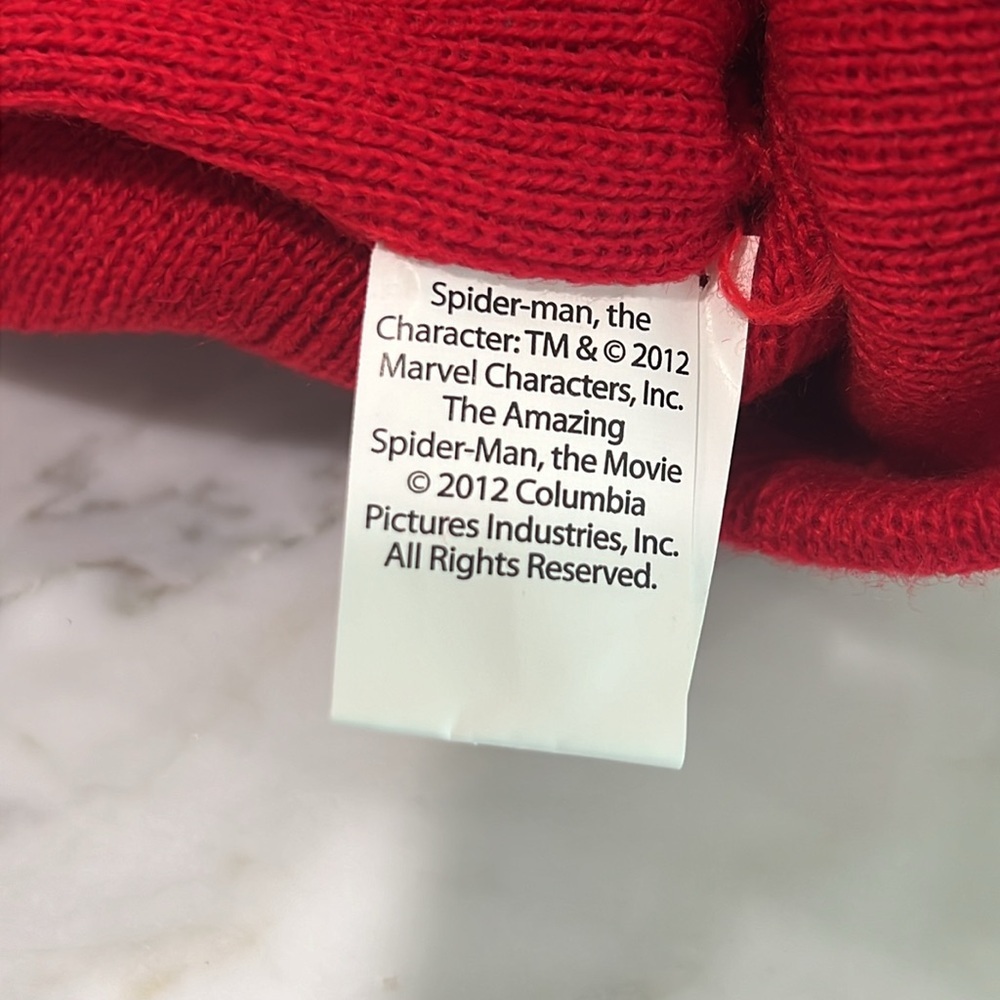 Spider-man, the
Character: TM & © 2012
Marvel Characters, Inc.
The Amazing
Spider-Man, the Movie
© 2012 Columbia
Pictures Industries, Inc.
All Rights Reserved.